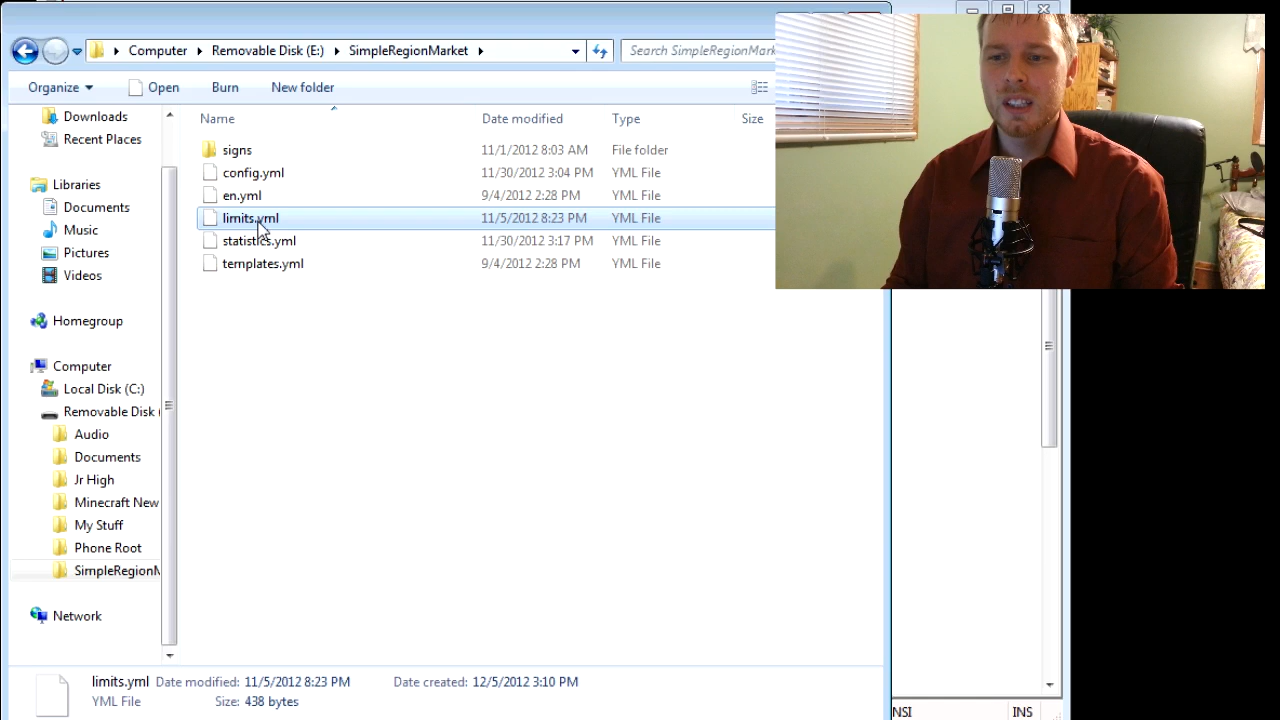 Computer
Removable Disk (E:)
SimpleRegionMarket
Search SimpleRegionMarket
Organize
Open
Burn
New folder
Name
Date modified
Type
Size
Downloads
Recent Places
Libraries
Documents
Music
Pictures
Videos
Homegroup
Computer
Local Disk (C:)
Removable Disk (
Audio
Documents
Jr High
Minecraft New
My Stuff
Phone Root
SimpleRegionM
Network
signs 11/1/2012 8:03 AM File folder
config.yml 11/30/2012 3:04 PM YML File
en.yml 9/4/2012 2:28 PM YML File
limits.yml 11/5/2012 8:23 PM YML File
statistics.yml 11/30/2012 3:17 PM YML File
templates.yml 9/4/2012 2:28 PM YML File
limits.yml Date modified: 11/5/2012 8:23 PM Date created: 12/5/2012 3:10 PM
YML File Size: 438 bytes
NSI INS